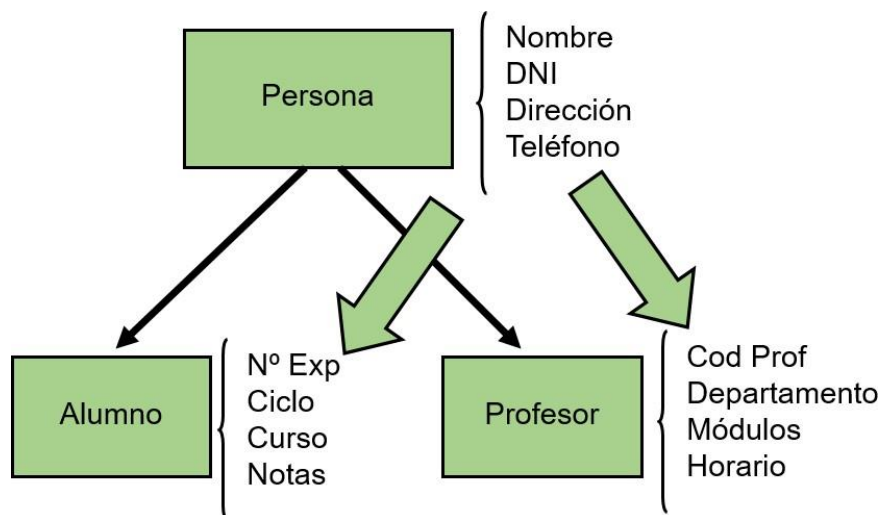 Persona
Nombre
DNI
Dirección
Teléfono
Alumno
Nº Exp
Ciclo
Curso
Notas
Profesor
Cod Prof
Departamento
Módulos
Horario